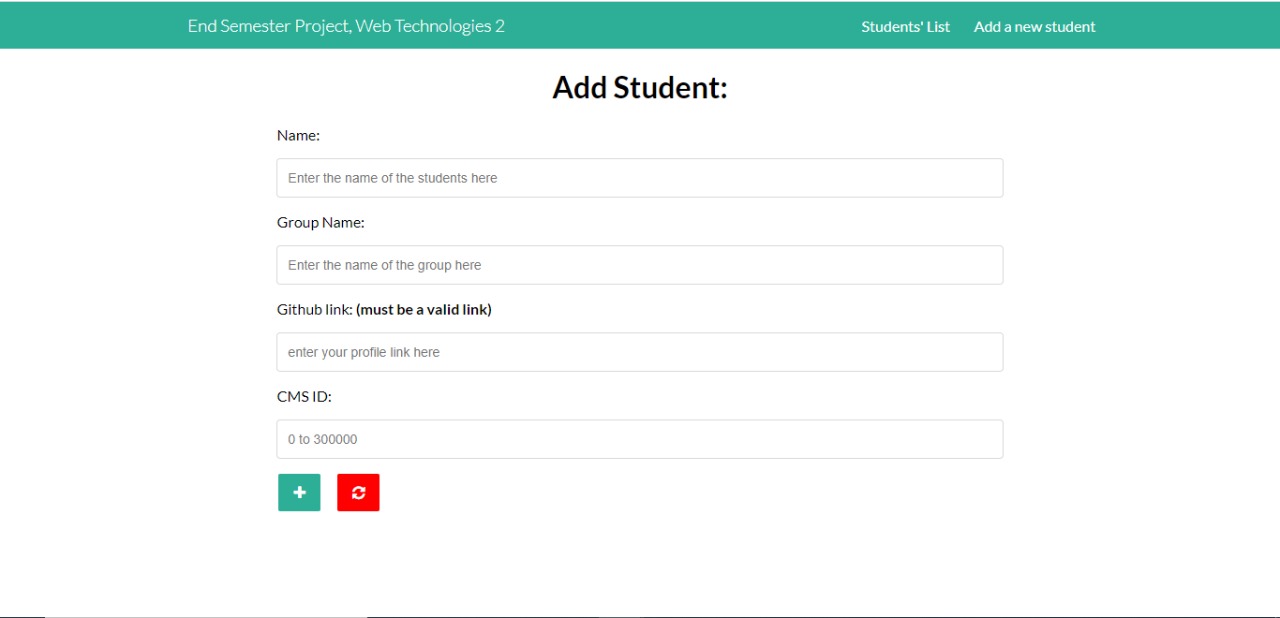 End Semester Project, Web Technologies 2
Students' List
Add a new student
Add Student:
Name:
Enter the name of the students here
Group Name:
Enter the name of the group here
Github link: (must be a valid link)
enter your profile link here
CMS ID:
0 to 300000